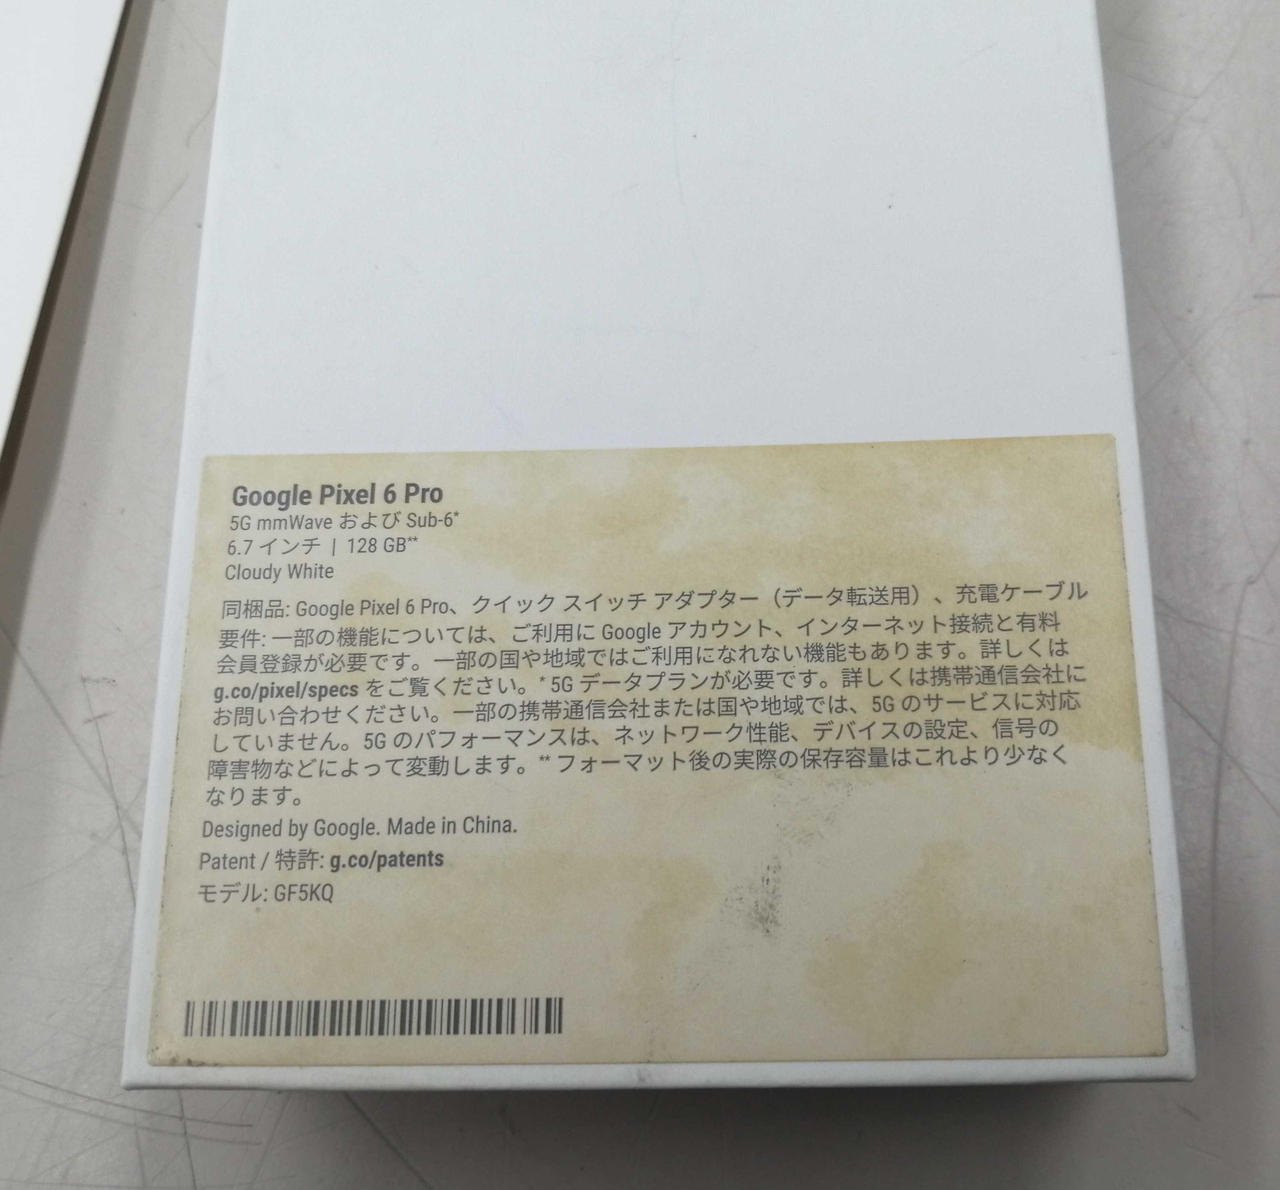 Google Pixel 6 Pro
5G mmWave および Sub-6*
6.7 インチ | 128 GB**
Cloudy White
同梱品: Google Pixel 6 Pro、クイック スイッチ アダプター（データ転送用）、充電ケーブル
要件: 一部の機能については、ご利用に Google アカウント、インターネット接続と有料
会員登録が必要です。一部の国や地域ではご利用になれない機能もあります。詳しくは
g.co/pixel/specs をご覧ください。* 5G データプランが必要です。詳しくは携帯通信会社に
お問い合わせください。一部の携帯通信会社または国や地域では、5G のサービスに対応
していません。5G のパフォーマンスは、ネットワーク性能、デバイスの設定、信号の
障害物などによって変動します。** フォーマット後の実際の保存容量はこれより少なく
なります。
Designed by Google. Made in China.
Patent / 特許: g.co/patents
モデル: GF5KQ